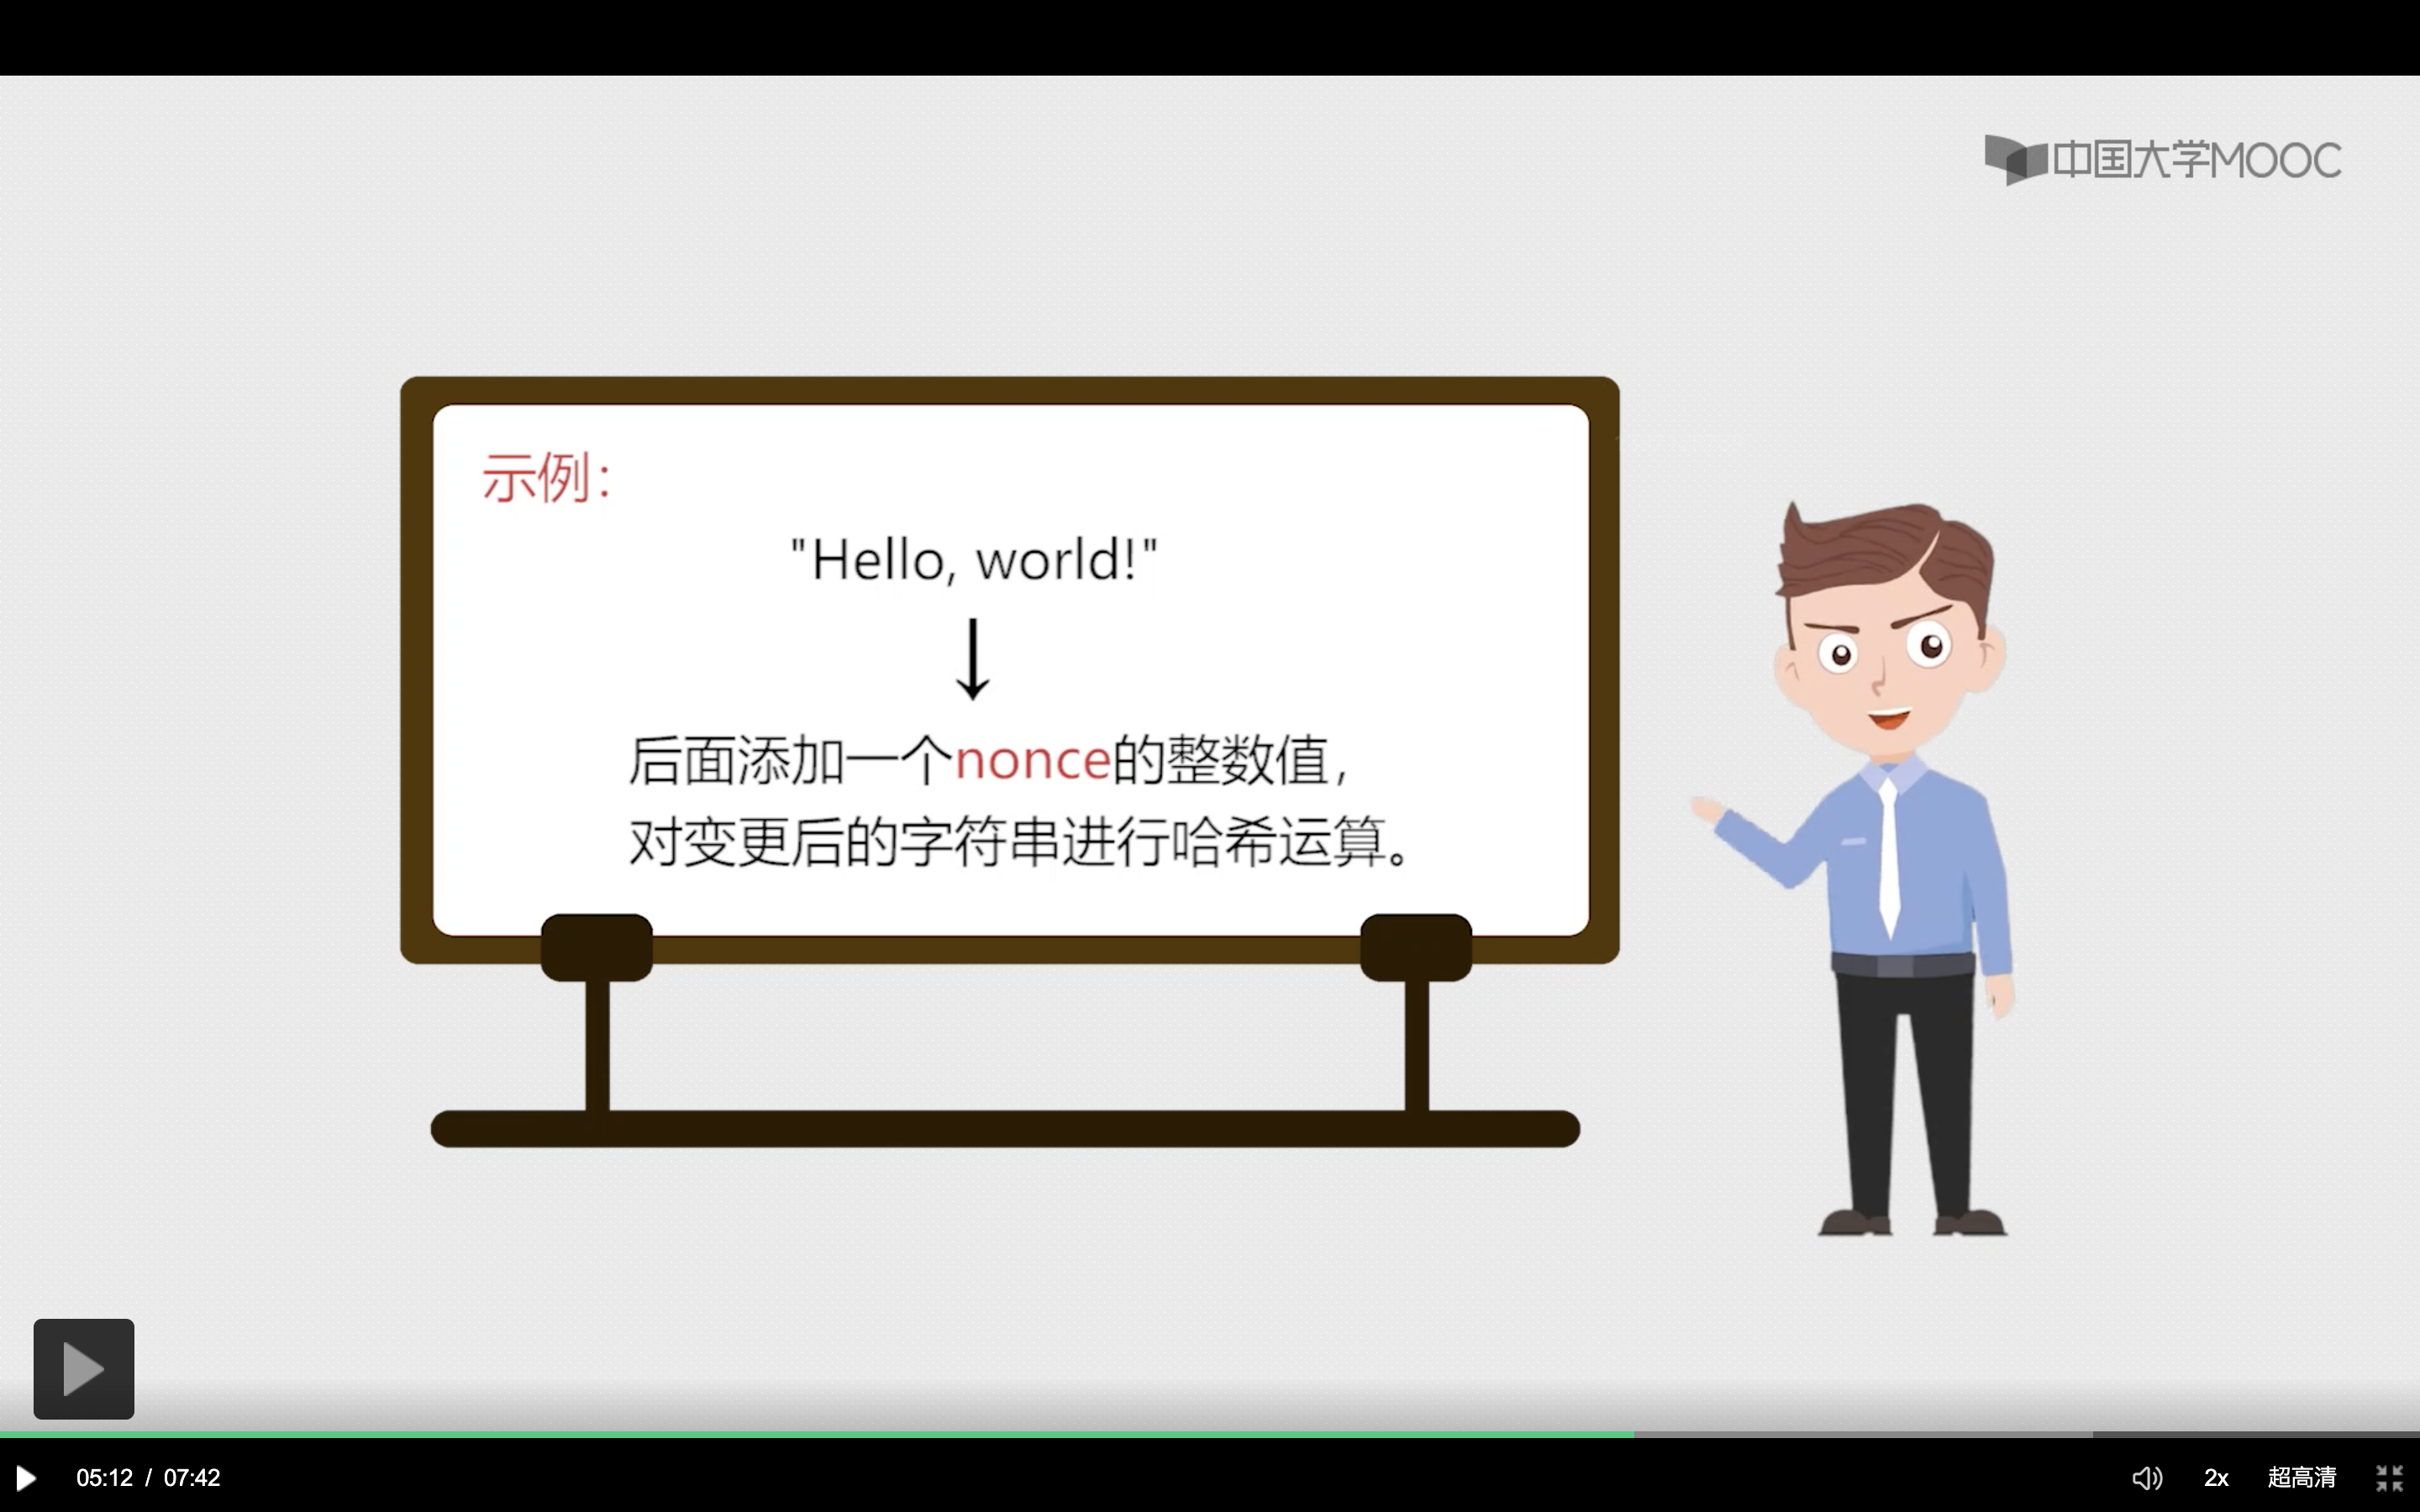 中国大学MOOC
示例：
"Hello, world!"
后面添加一个nonce的整数值，
对变更后的字符串进行哈希运算。
05:12 / 07:42
2x
超高清